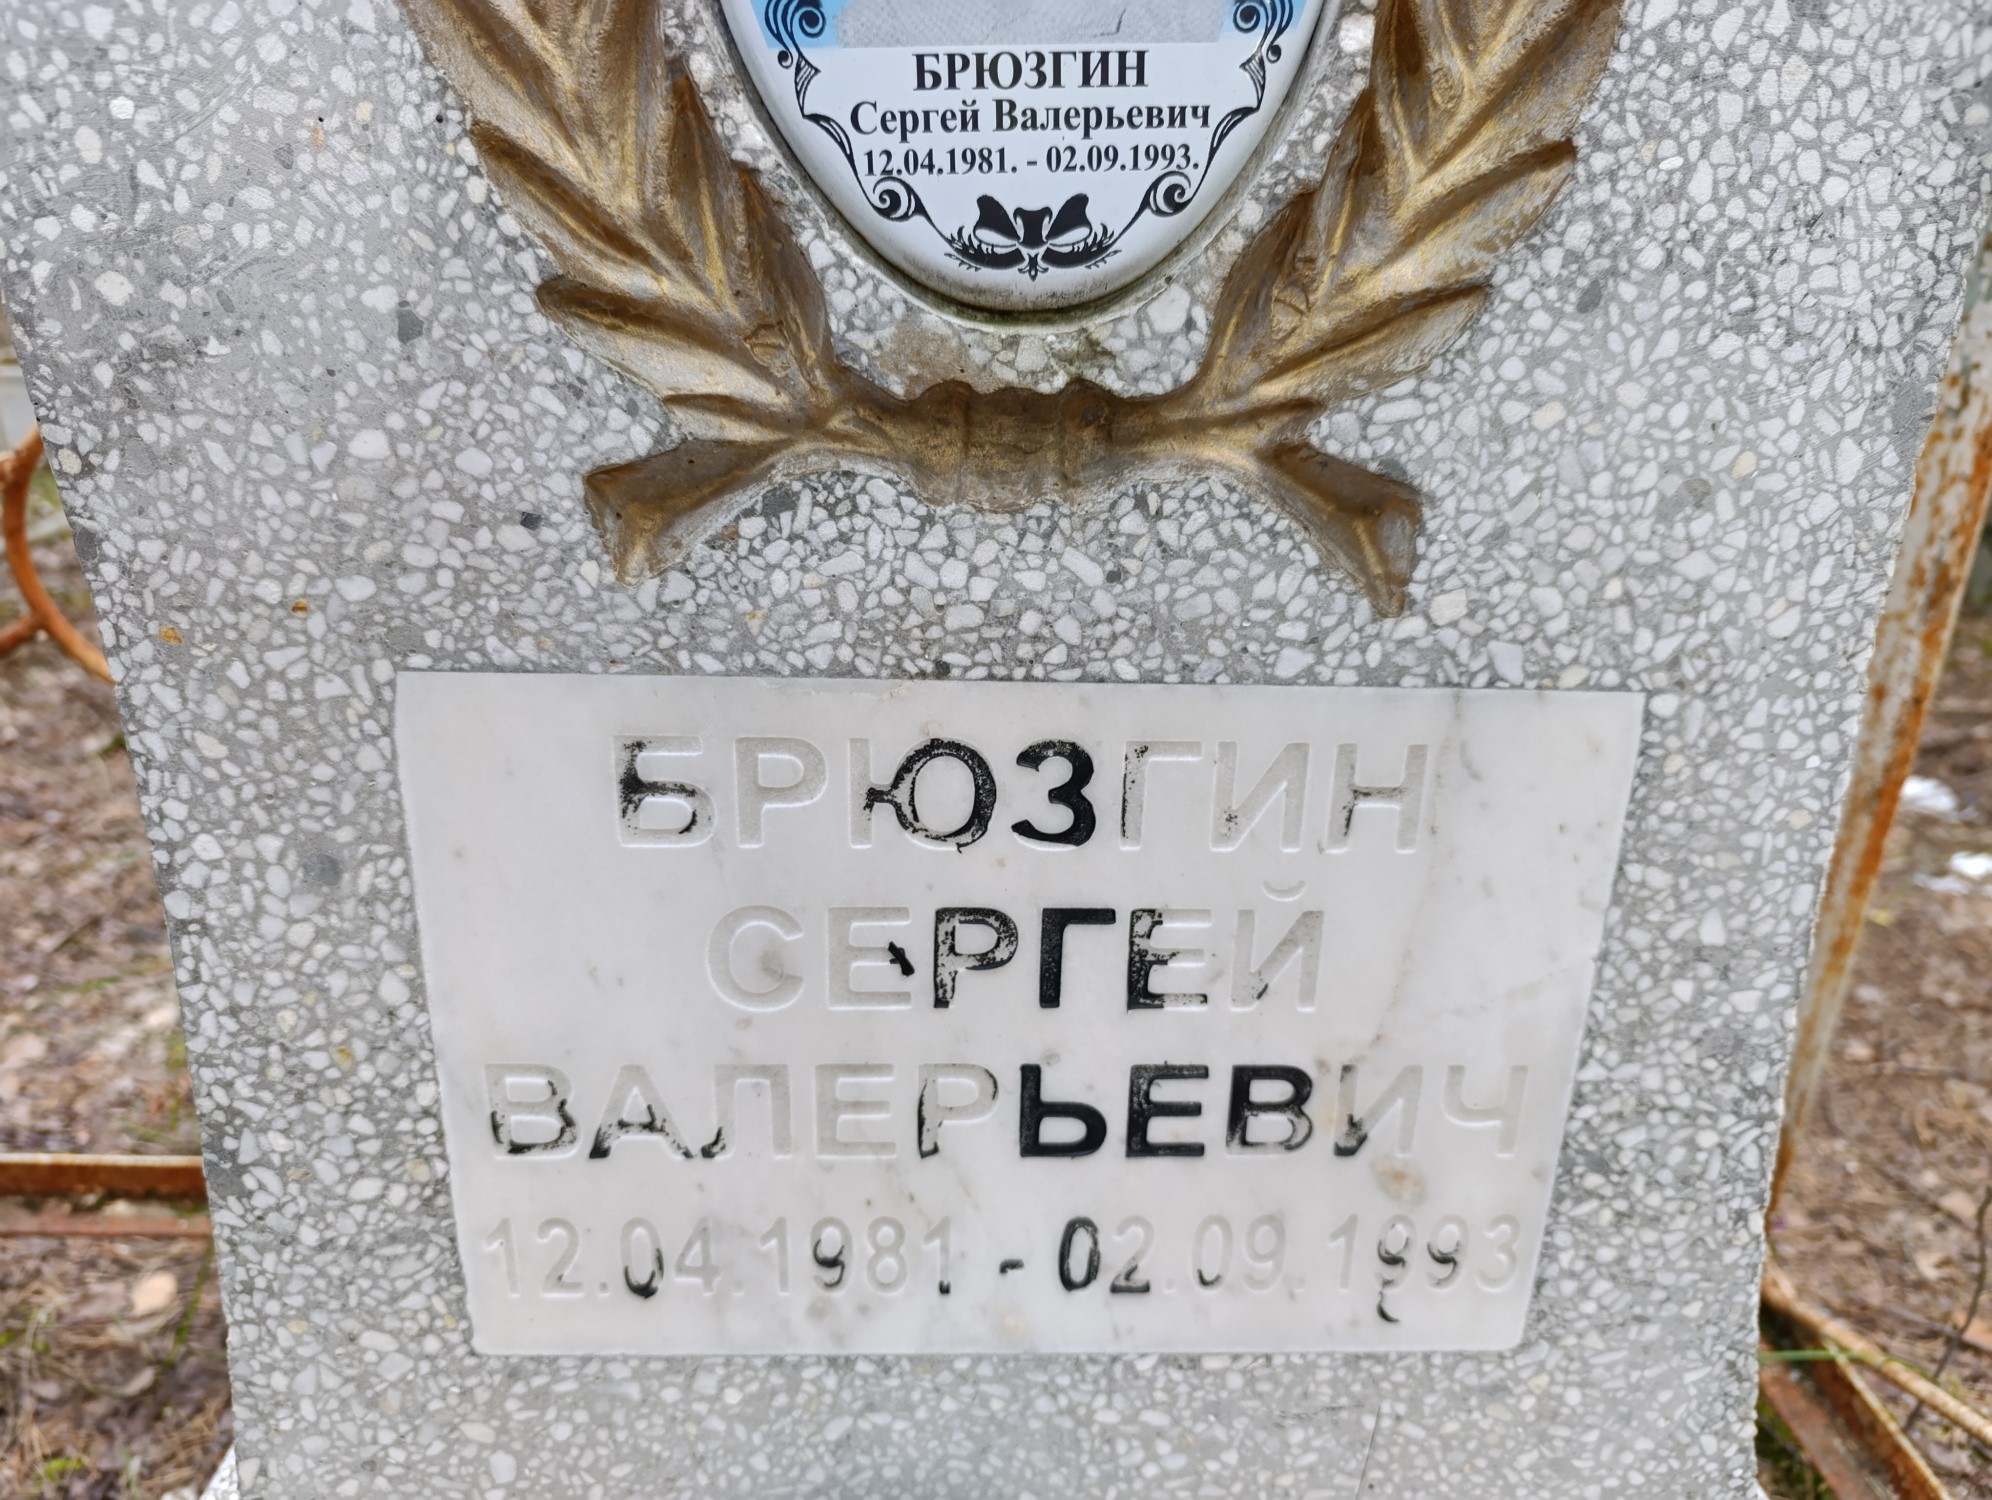 БРЮЗГИН
Сергей Валерьевич
12.04.1981. - 02.09.1993.
БРЮЗГИН
СЕРГЕЙ
ВАЛЕРЬЕВИЧ
12.04.1981. - 02.09.1993